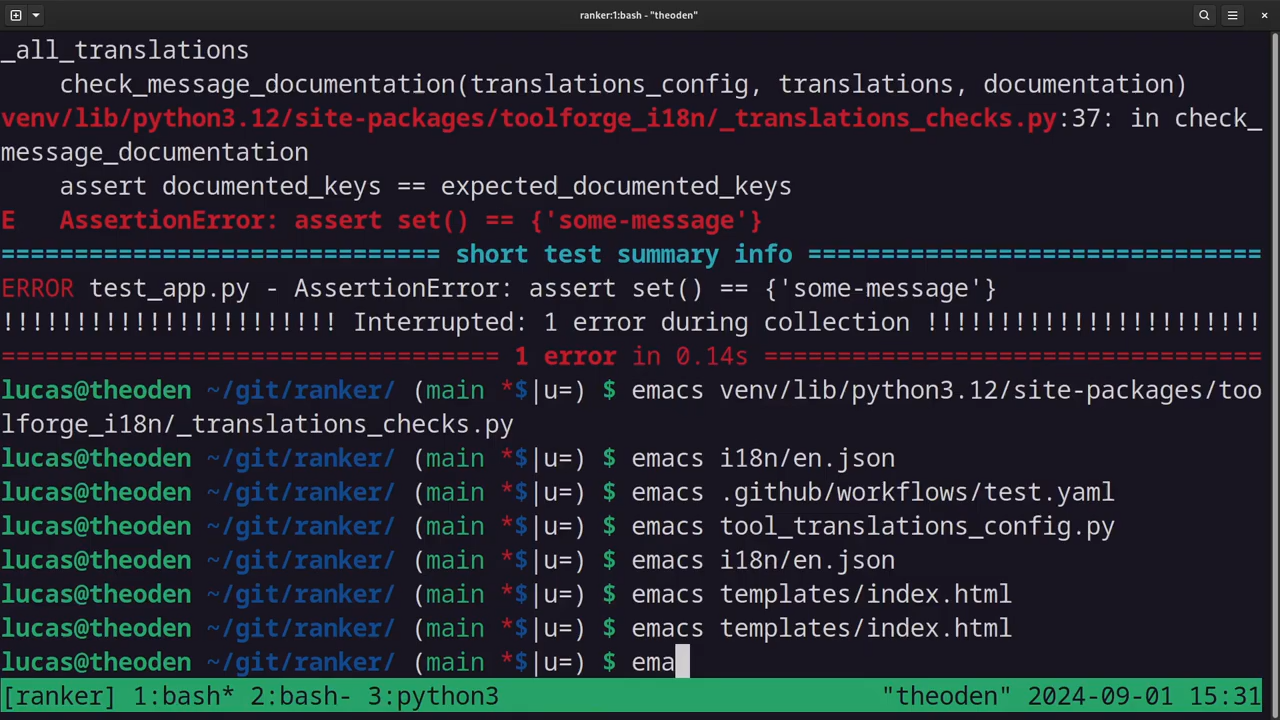 ranker:1:bash - "theoden"
_all_translations
    check_message_documentation(translations_config, translations, documentation)
venv/lib/python3.12/site-packages/toolforge_i18n/_translations_checks.py:37: in check_
message_documentation
    assert documented_keys == expected_documented_keys
E   AssertionError: assert set() == {'some-message'}
============================== short test summary info ===============================
ERROR test_app.py - AssertionError: assert set() == {'some-message'}
!!!!!!!!!!!!!!!!!!!!!!! Interrupted: 1 error during collection !!!!!!!!!!!!!!!!!!!!!!!
================================== 1 error in 0.14s ==================================
lucas@theoden ~/git/ranker/ (main *$|u=) $ emacs venv/lib/python3.12/site-packages/too
lforge_i18n/_translations_checks.py
lucas@theoden ~/git/ranker/ (main *$|u=) $ emacs i18n/en.json
lucas@theoden ~/git/ranker/ (main *$|u=) $ emacs .github/workflows/test.yaml
lucas@theoden ~/git/ranker/ (main *$|u=) $ emacs tool_translations_config.py
lucas@theoden ~/git/ranker/ (main *$|u=) $ emacs i18n/en.json
lucas@theoden ~/git/ranker/ (main *$|u=) $ emacs templates/index.html
lucas@theoden ~/git/ranker/ (main *$|u=) $ emacs templates/index.html
lucas@theoden ~/git/ranker/ (main *$|u=) $ ema
[ranker] 1:bash* 2:bash- 3:python3 "theoden" 2024-09-01 15:31